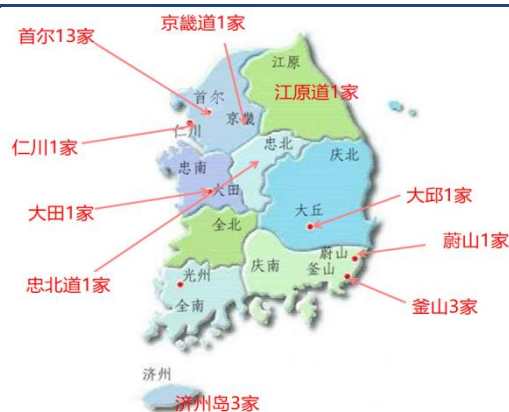 京畿道1家
首尔13家
江原
江原道1家
首尔
京畿
仁川
仁川1家
忠北
庆北
忠南
大田
大田1家
大邱1家
大丘
全北
蔚山1家
蔚山
庆南
釜山
忠北道1家
光州
全南
釜山3家
济州
济州岛3家